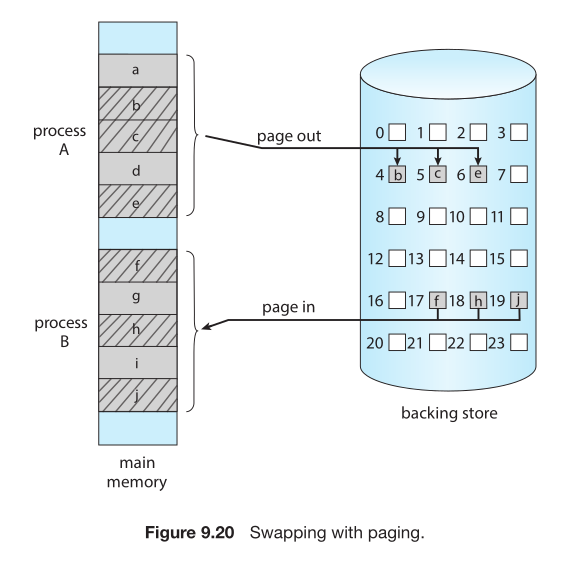 a
b
c
d
e
process
A
page out
0 1 2 3
4 b 5 c 6 e 7
8 9 10 11
12 13 14 15
16 17 f 18 h 19 j
20 21 22 23
f
g
h
i
j
process
B
page in
backing store
main
memory
Figure 9.20 Swapping with paging.